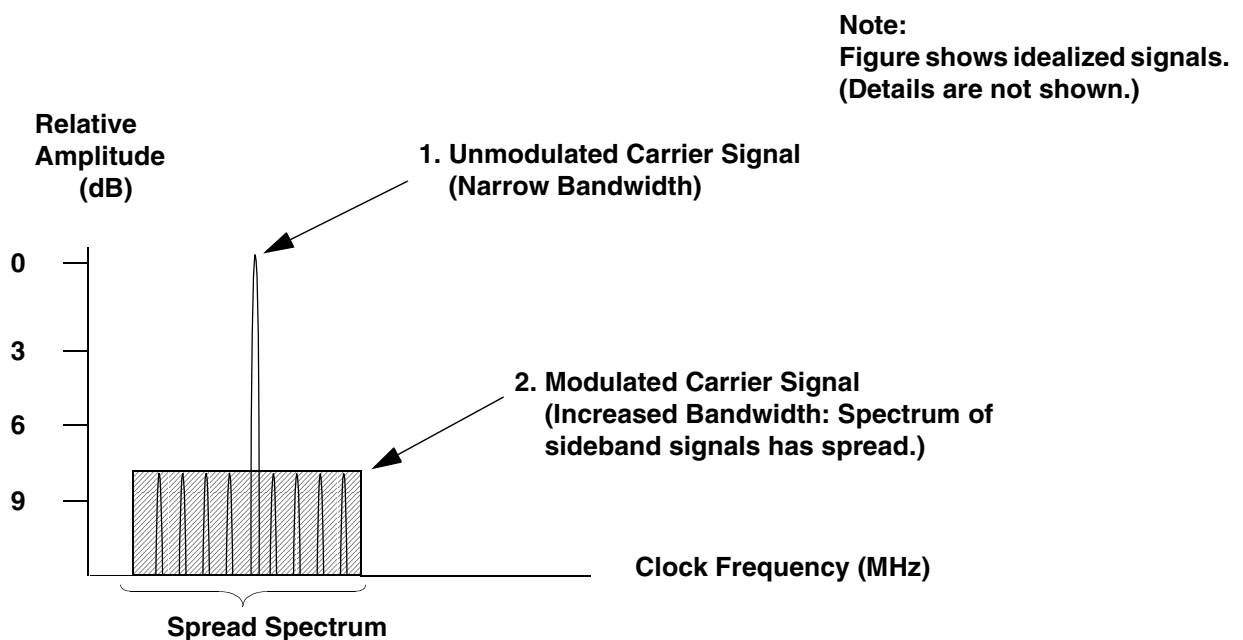 Note:
Figure shows idealized signals.
(Details are not shown.)
Relative
Amplitude
(dB)
1. Unmodulated Carrier Signal
(Narrow Bandwidth)
0
3
2. Modulated Carrier Signal
(Increased Bandwidth: Spectrum of
sideband signals has spread.)
6
9
Clock Frequency (MHz)
Spread Spectrum